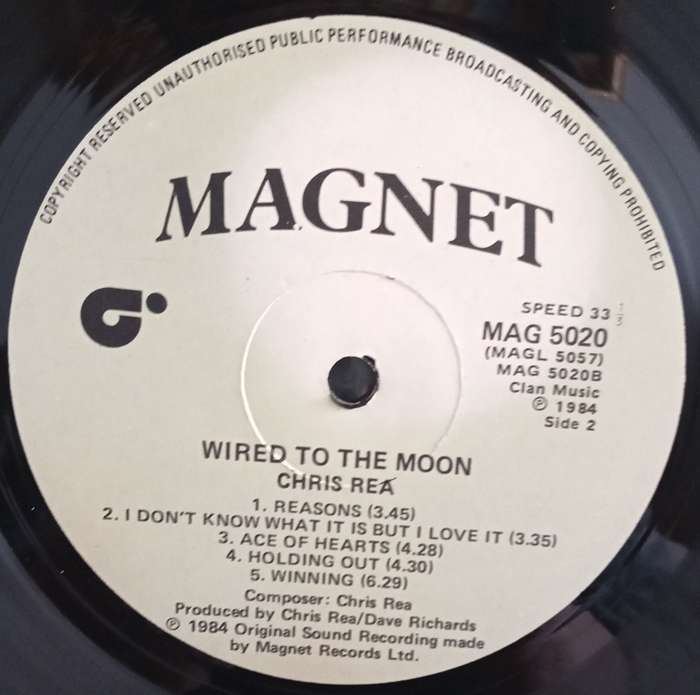 COPYRIGHT RESERVED UNAUTHORISED PUBLIC PERFORMANCE BROADCASTING AND COPYING PROHIBITED
MAGNET
SPEED 33 1/3
MAG 5020
(MAGL 5057)
MAG 5020B
Clan Music
℗ 1984
Side 2
WIRED TO THE MOON
CHRIS REA
1. REASONS (3.45)
2. I DON'T KNOW WHAT IT IS BUT I LOVE IT (3.35)
3. ACE OF HEARTS (4.28)
4. HOLDING OUT (4.30)
5. WINNING (6.29)
Composer: Chris Rea
Produced by Chris Rea/Dave Richards
℗ 1984 Original Sound Recording made
by Magnet Records Ltd.